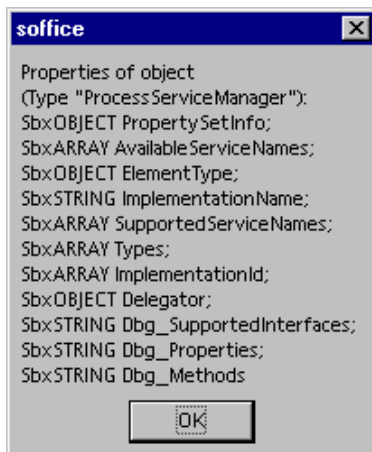 soffice
Properties of object
(Type "ProcessServiceManager"):
SbxOBJECT PropertySetInfo;
SbxARRAY AvailableServiceNames;
SbxOBJECT ElementType;
SbxSTRING ImplementationName;
SbxARRAY SupportedServiceNames;
SbxARRAY Types;
SbxARRAY ImplementationId;
SbxOBJECT Delegator;
SbxSTRING Dbg_SupportedInterfaces;
SbxSTRING Dbg_Properties;
SbxSTRING Dbg_Methods
OK